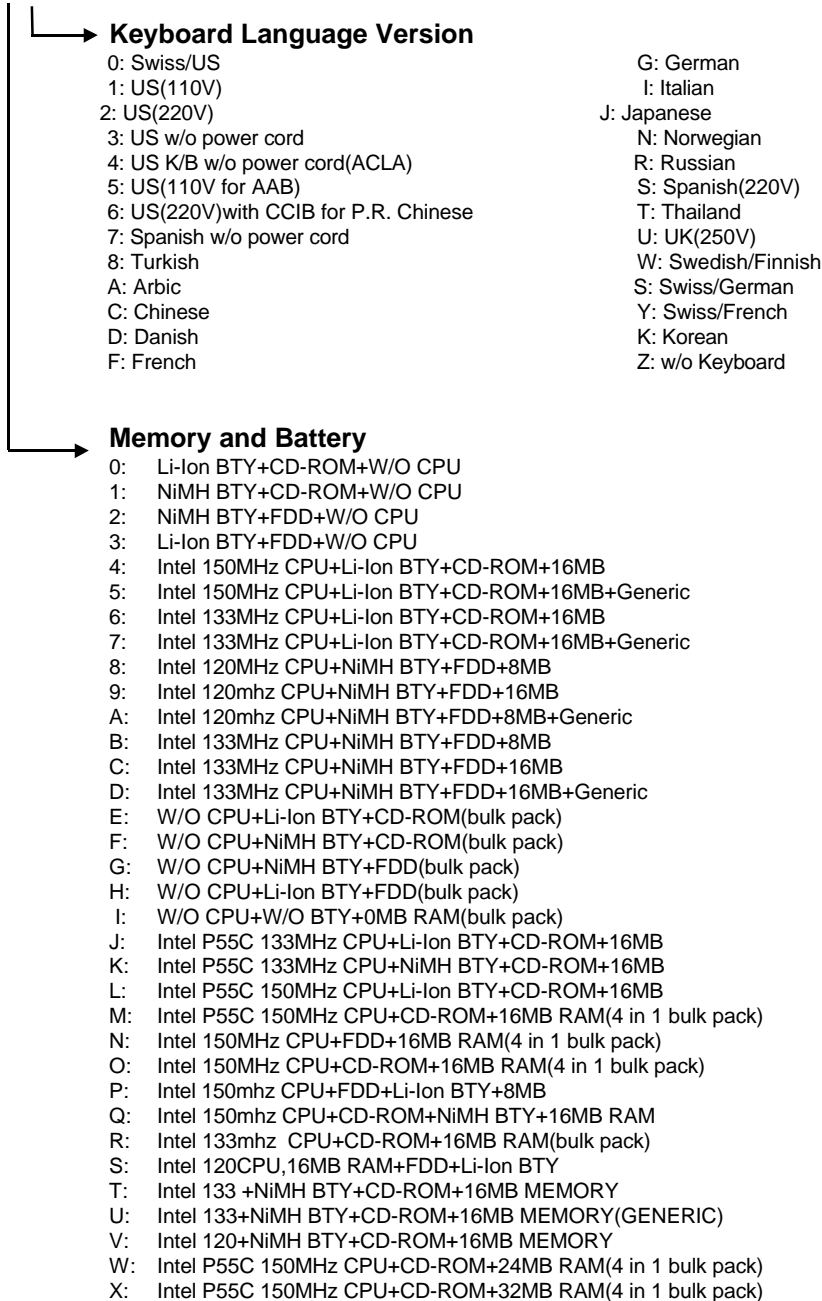 Keyboard Language Version
0: Swiss/US
1: US(110V)
2: US(220V)
3: US w/o power cord
4: US K/B w/o power cord(ACLA)
5: US(110V for AAB)
6: US(220V)with CCIB for P.R. Chinese
7: Spanish w/o power cord
8: Turkish
A: Arbic
C: Chinese
D: Danish
F: French
G: German
I: Italian
J: Japanese
N: Norwegian
R: Russian
S: Spanish(220V)
T: Thailand
U: UK(250V)
W: Swedish/Finnish
S: Swiss/German
Y: Swiss/French
K: Korean
Z: w/o Keyboard
Memory and Battery
0: Li-Ion BTY+CD-ROM+W/O CPU
1: NiMH BTY+CD-ROM+W/O CPU
2: NiMH BTY+FDD+W/O CPU
3: Li-Ion BTY+FDD+W/O CPU
4: Intel 150MHz CPU+Li-Ion BTY+CD-ROM+16MB
5: Intel 150MHz CPU+Li-Ion BTY+CD-ROM+16MB+Generic
6: Intel 133MHz CPU+Li-Ion BTY+CD-ROM+16MB
7: Intel 133MHz CPU+Li-Ion BTY+CD-ROM+16MB+Generic
8: Intel 120MHz CPU+NiMH BTY+FDD+8MB
9: Intel 120mhz CPU+NiMH BTY+FDD+16MB
A: Intel 120mhz CPU+NiMH BTY+FDD+8MB+Generic
B: Intel 133MHz CPU+NiMH BTY+FDD+8MB
C: Intel 133MHz CPU+NiMH BTY+FDD+16MB
D: Intel 133MHz CPU+NiMH BTY+FDD+16MB+Generic
E: W/O CPU+Li-Ion BTY+CD-ROM(bulk pack)
F: W/O CPU+NiMH BTY+CD-ROM(bulk pack)
G: W/O CPU+NiMH BTY+FDD(bulk pack)
H: W/O CPU+Li-Ion BTY+FDD(bulk pack)
I: W/O CPU+W/O BTY+0MB RAM(bulk pack)
J: Intel P55C 133MHz CPU+Li-Ion BTY+CD-ROM+16MB
K: Intel P55C 133MHz CPU+NiMH BTY+CD-ROM+16MB
L: Intel P55C 150MHz CPU+Li-Ion BTY+CD-ROM+16MB
M: Intel P55C 150MHz CPU+CD-ROM+16MB RAM(4 in 1 bulk pack)
N: Intel 150MHz CPU+FDD+16MB RAM(4 in 1 bulk pack)
O: Intel 150MHz CPU+CD-ROM+16MB RAM(4 in 1 bulk pack)
P: Intel 150mhz CPU+FDD+Li-Ion BTY+8MB
Q: Intel 150mhz CPU+CD-ROM+NiMH BTY+16MB RAM
R: Intel 133mhz CPU+CD-ROM+16MB RAM(bulk pack)
S: Intel 120CPU,16MB RAM+FDD+Li-Ion BTY
T: Intel 133 +NiMH BTY+CD-ROM+16MB MEMORY
U: Intel 133+NiMH BTY+CD-ROM+16MB MEMORY(GENERIC)
V: Intel 120+NiMH BTY+CD-ROM+16MB MEMORY
W: Intel P55C 150MHz CPU+CD-ROM+24MB RAM(4 in 1 bulk pack)
X: Intel P55C 150MHz CPU+CD-ROM+32MB RAM(4 in 1 bulk pack)